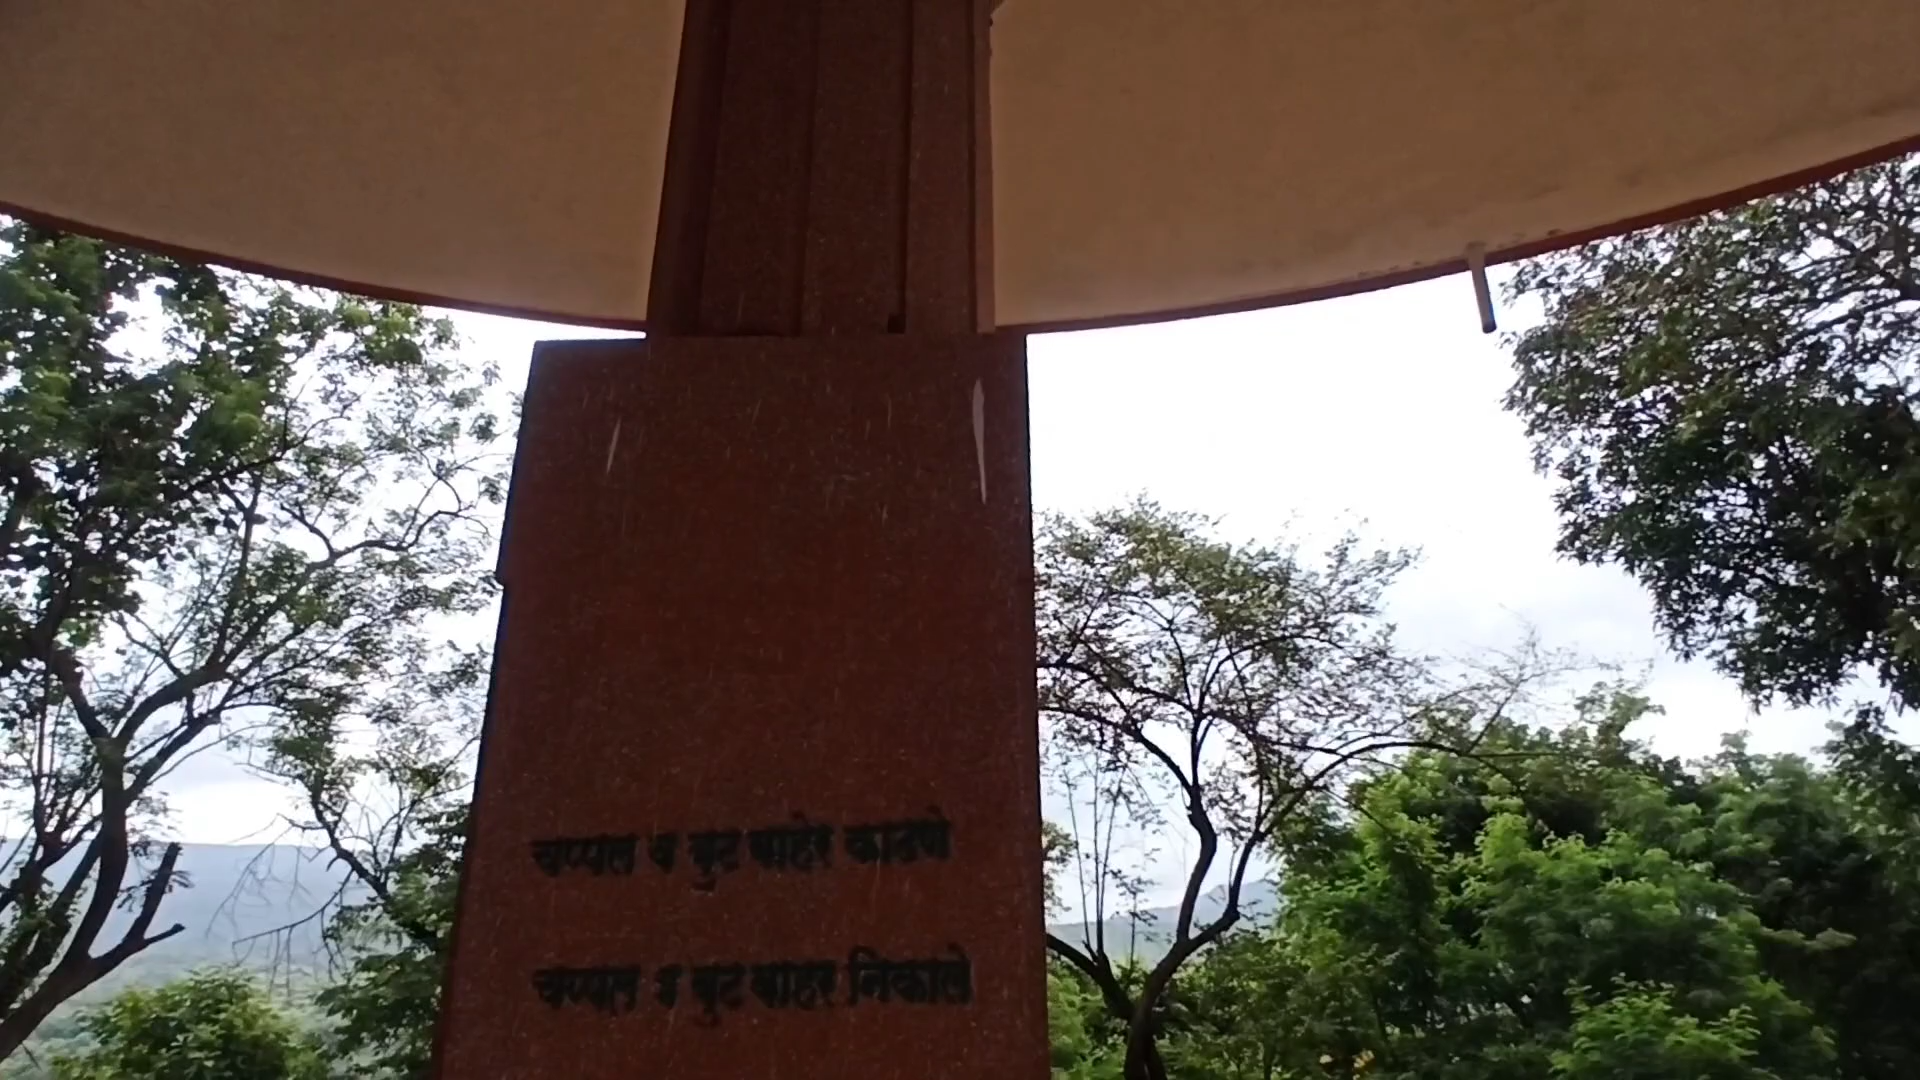 चप्पल व बुट बाहेर काढणे
चप्पल व बुट बाहर निकाले